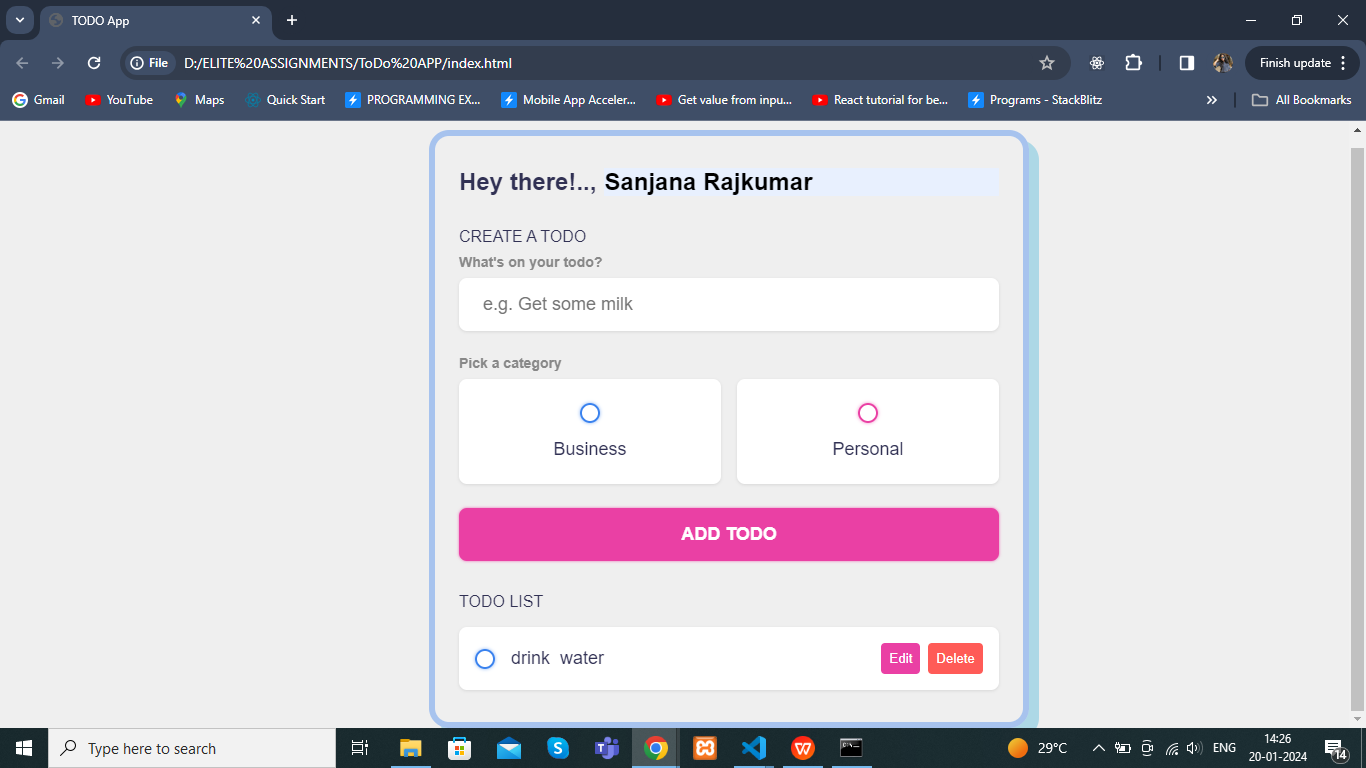 TODO App
File D:/ELITE%20ASSIGNMENTS/ToDo%20APP/index.html Finish update
Gmail YouTube Maps Quick Start PROGRAMMING EX... Mobile App Acceler... Get value from inpu... React tutorial for be... Programs - StackBlitz » All Bookmarks
Hey there!.., Sanjana Rajkumar
CREATE A TODO
What's on your todo?
e.g. Get some milk
Pick a category
Business Personal
ADD TODO
TODO LIST
drink  water Edit Delete
Type here to search 29°C ENG 14:26
20-01-2024 14